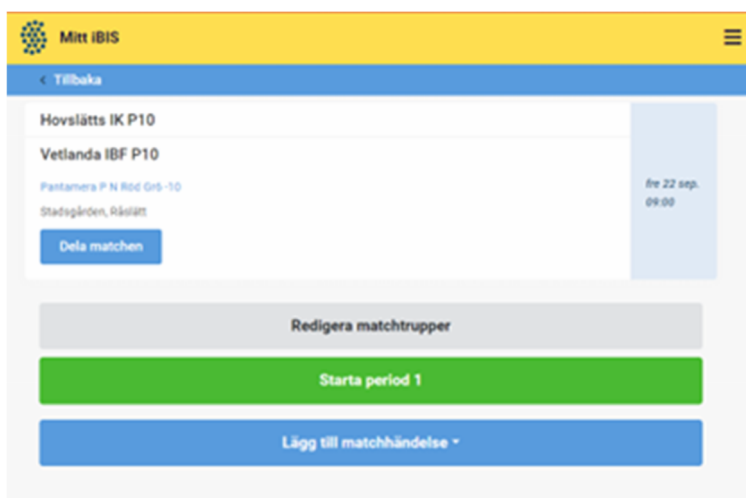 Mitt iBIS
< Tillbaka
Hovslätts IK P10
Vetlanda IBF P10
Pantamera P N Röd Grö -10
Stadsgården, Råslätt
fre 22 sep.
09:00
Dela matchen
Redigera matchtrupper
Starta period 1
Lägg till matchhändelse